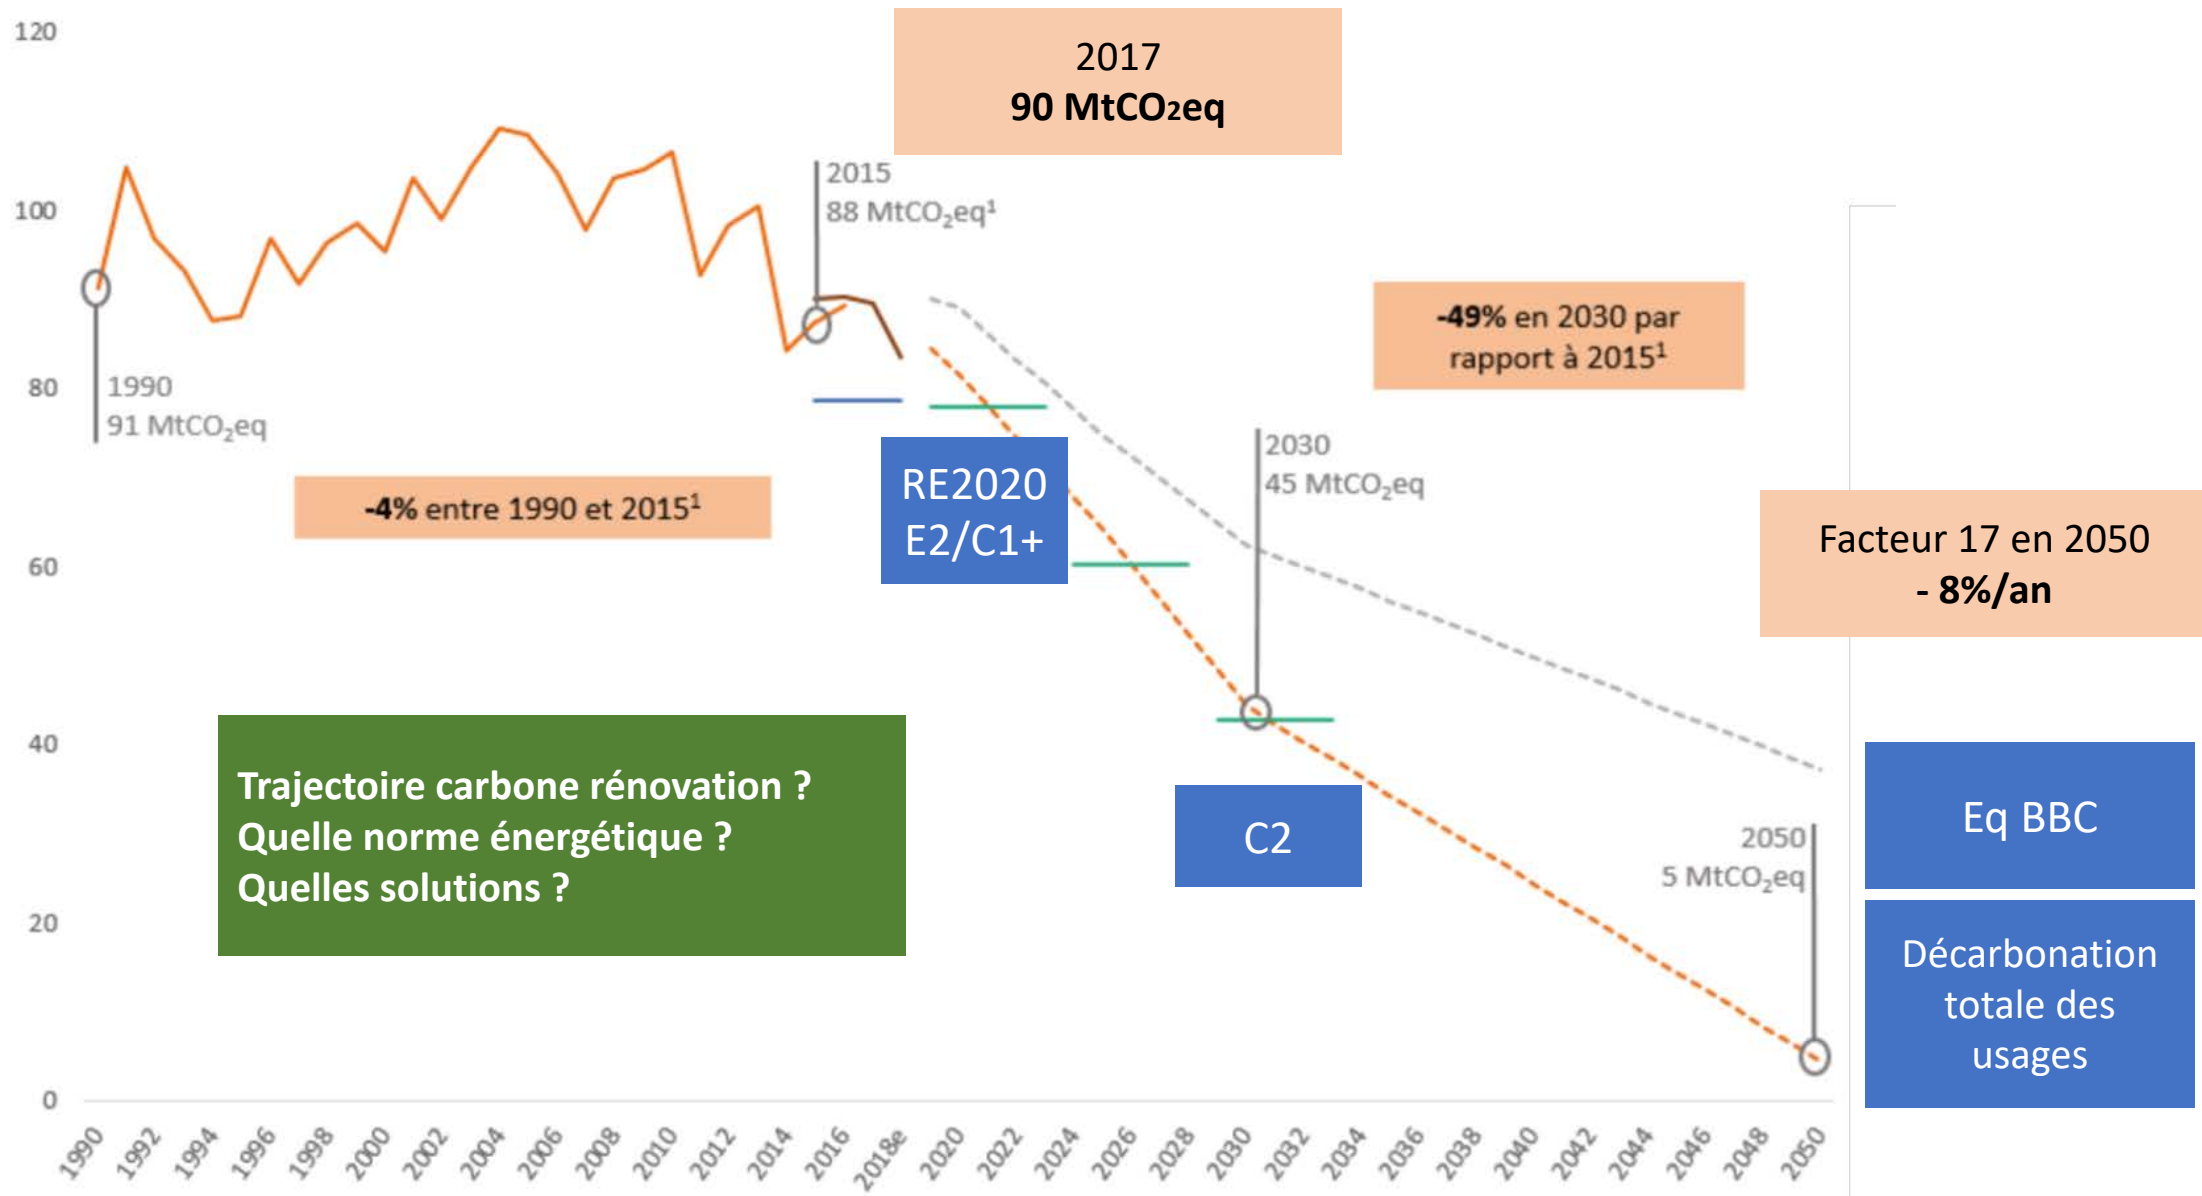 120
100
80
60
40
20
0
2017
90 MtCO₂eq
2015
88 MtCO₂eq¹
1990
91 MtCO₂eq
-4% entre 1990 et 2015¹
-49% en 2030 par
rapport à 2015¹
RE2020
E2/C1+
2030
45 MtCO₂eq
Facteur 17 en 2050
- 8%/an
Trajectoire carbone rénovation ?
Quelle norme énergétique ?
Quelles solutions ?
C2
2050
5 MtCO₂eq
Eq BBC
Décarbonation
totale des
usages
1990
1992
1994
1996
1998
2000
2002
2004
2006
2008
2010
2012
2014
2016
2018e
2020
2022
2024
2026
2028
2030
2032
2034
2036
2038
2040
2042
2044
2046
2048
2050